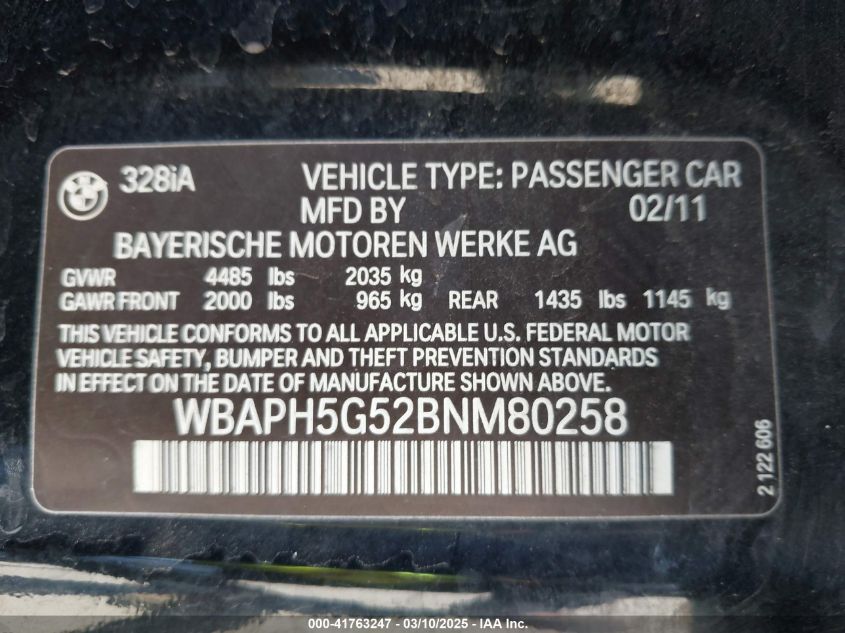 BMW 328iA VEHICLE TYPE: PASSENGER CAR
MFD BY 02/11
BAYERISCHE MOTOREN WERKE AG
GVWR 4485 lbs 2035 kg
GAWR FRONT 2000 lbs 965 kg REAR 1435 lbs 1145 kg
THIS VEHICLE CONFORMS TO ALL APPLICABLE U.S. FEDERAL MOTOR
VEHICLE SAFETY, BUMPER AND THEFT PREVENTION STANDARDS
IN EFFECT ON THE DATE OF MANUFACTURE SHOWN ABOVE.
WBAPH5G52BNM80258
2 122 606
000- 41763247 - 03/10/2025 - IAAI, Inc.